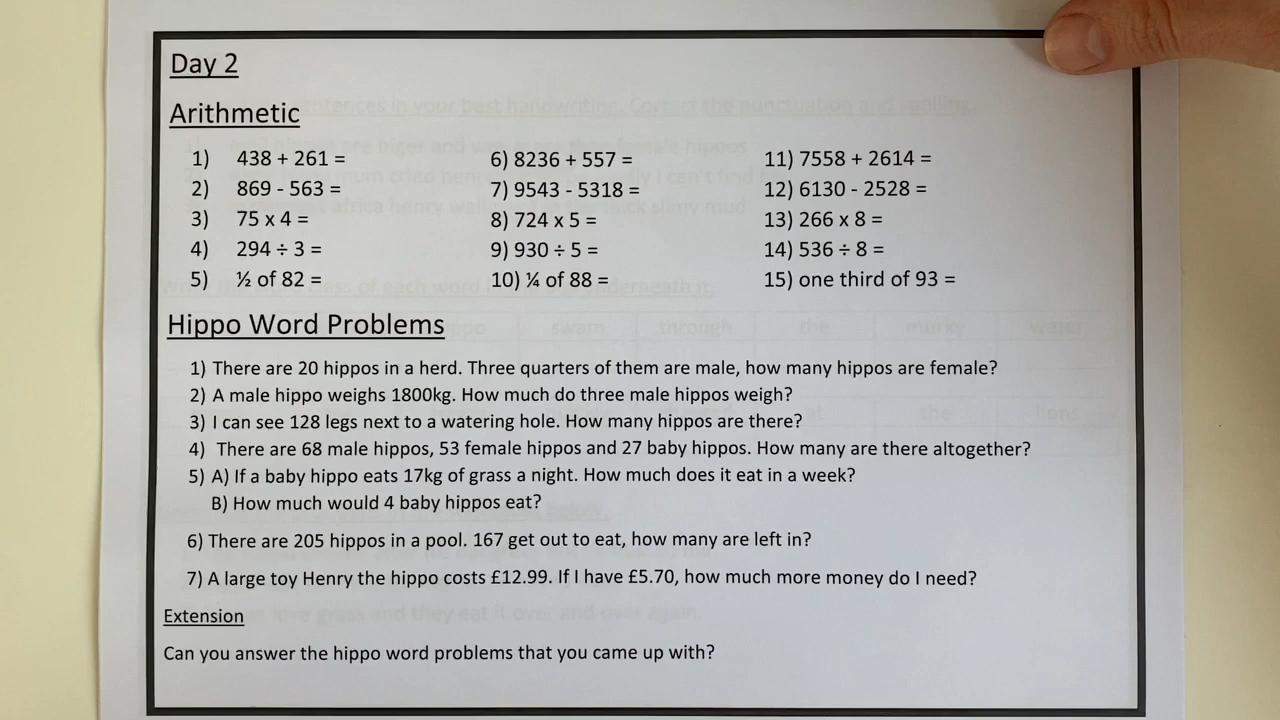 Day 2
Arithmetic
1) 438 + 261 =
2) 869 - 563 =
3) 75 x 4 =
4) 294 ÷ 3 =
5) ½ of 82 =
6) 8236 + 557 =
7) 9543 - 5318 =
8) 724 x 5 =
9) 930 ÷ 5 =
10) ¼ of 88 =
11) 7558 + 2614 =
12) 6130 - 2528 =
13) 266 x 8 =
14) 536 ÷ 8 =
15) one third of 93 =
Hippo Word Problems
1) There are 20 hippos in a herd. Three quarters of them are male, how many hippos are female?
2) A male hippo weighs 1800kg. How much do three male hippos weigh?
3) I can see 128 legs next to a watering hole. How many hippos are there?
4) There are 68 male hippos, 53 female hippos and 27 baby hippos. How many are there altogether?
5) A) If a baby hippo eats 17kg of grass a night. How much does it eat in a week?
B) How much would 4 baby hippos eat?
6) There are 205 hippos in a pool. 167 get out to eat, how many are left in?
7) A large toy Henry the hippo costs £12.99. If I have £5.70, how much more money do I need?
Extension
Can you answer the hippo word problems that you came up with?